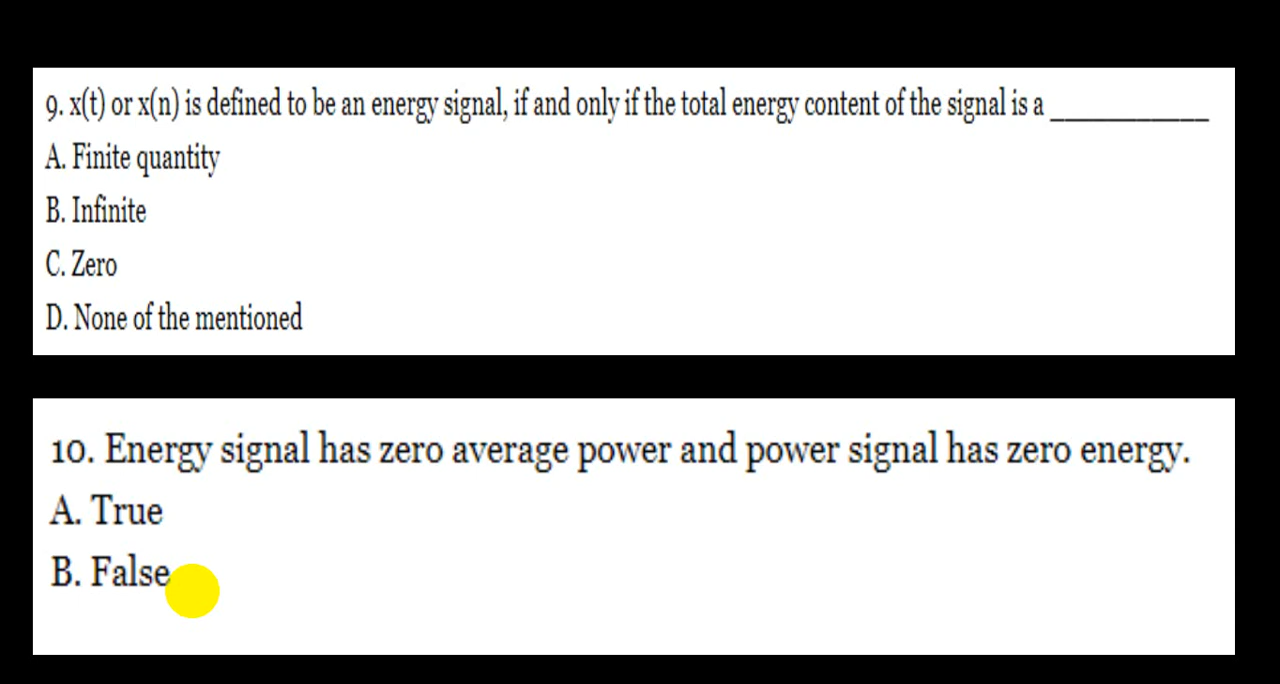 9. x(t) or x(n) is defined to be an energy signal, if and only if the total energy content of the signal is a ____________
A. Finite quantity
B. Infinite
C. Zero
D. None of the mentioned
10. Energy signal has zero average power and power signal has zero energy.
A. True
B. False